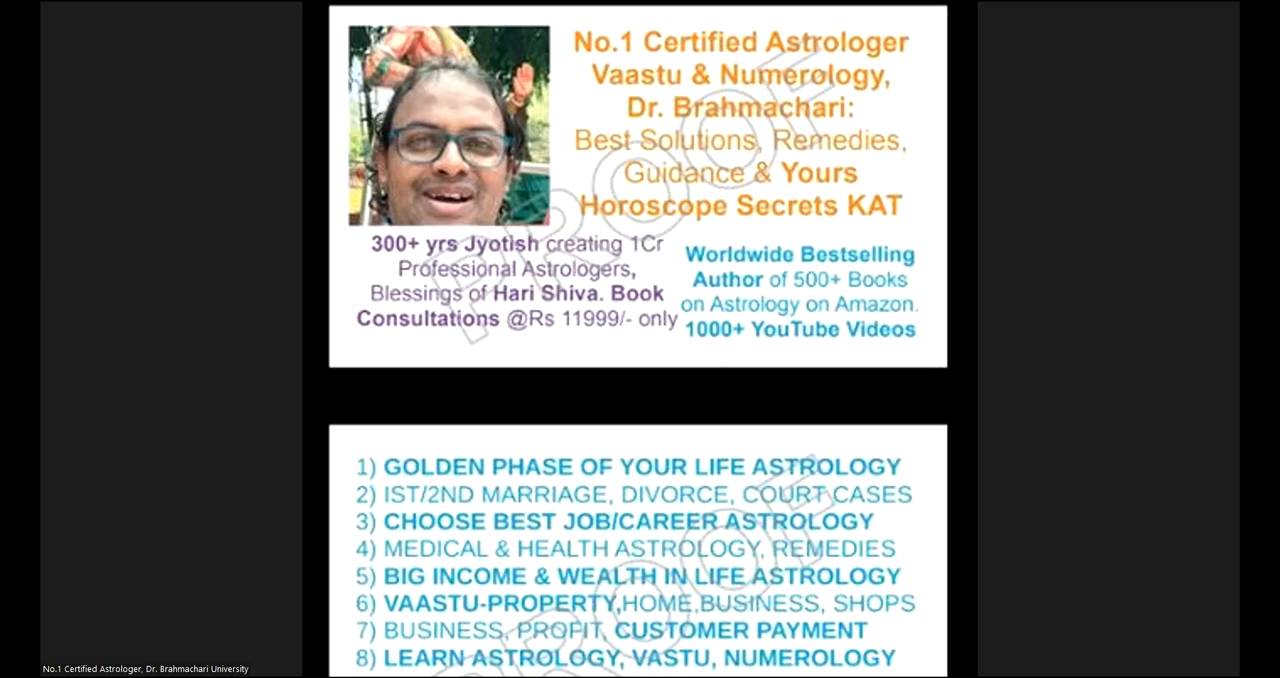 No.1 Certified Astrologer
Vaastu & Numerology,
Dr. Brahmachari:
Best Solutions, Remedies,
Guidance & Yours
Horoscope Secrets KAT
300+ yrs Jyotish creating 1Cr
Professional Astrologers,
Blessings of Hari Shiva. Book
Consultations @Rs 11999/- only
Worldwide Bestselling
Author of 500+ Books
on Astrology on Amazon.
1000+ YouTube Videos
PROOF
1) GOLDEN PHASE OF YOUR LIFE ASTROLOGY
2) IST/2ND MARRIAGE, DIVORCE, COURT CASES
3) CHOOSE BEST JOB/CAREER ASTROLOGY
4) MEDICAL & HEALTH ASTROLOGY, REMEDIES
5) BIG INCOME & WEALTH IN LIFE ASTROLOGY
6) VAASTU-PROPERTY,HOME,BUSINESS, SHOPS
7) BUSINESS, PROFIT, CUSTOMER PAYMENT
8) LEARN ASTROLOGY, VASTU, NUMEROLOGY
PROOF
No.1 Certified Astrologer, Dr. Brahmachari University